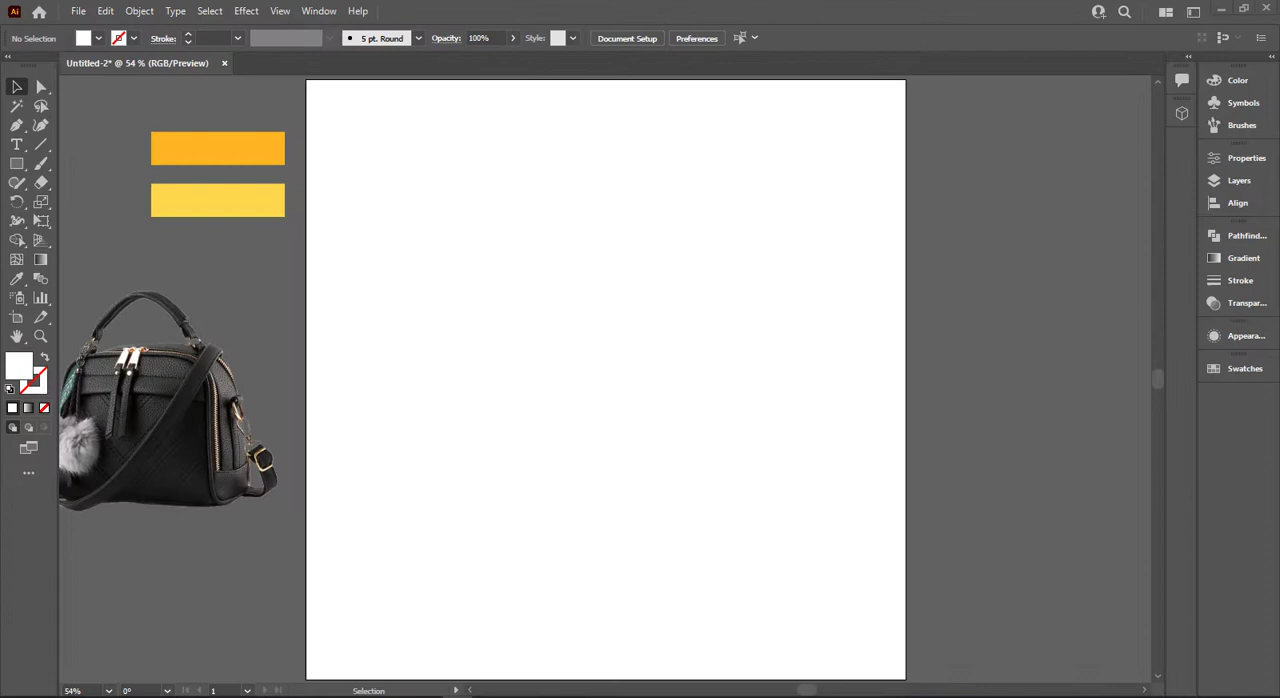 Ai File Edit Object Type Select Effect View Window Help
No Selection Stroke: 5 pt. Round Opacity: 100% Style: Document Setup Preferences
Untitled-2* @ 54 % (RGB/Preview) ×
Color
Symbols
Brushes
Properties
Layers
Align
Pathfind...
Gradient
Stroke
Transpar...
Appeara...
Swatches
54% 0° 1 Selection